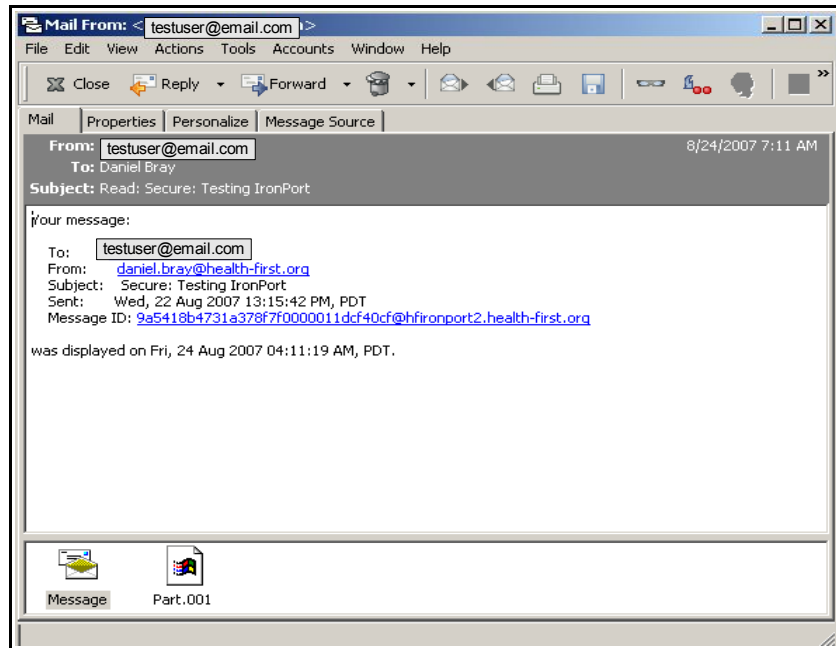 Mail From: < testuser@email.com >
File Edit View Actions Tools Accounts Window Help
Close Reply Forward »
Mail Properties Personalize Message Source
From: testuser@email.com 8/24/2007 7:11 AM
To: Daniel Bray
Subject: Read: Secure: Testing IronPort
Your message:
To: testuser@email.com
From: daniel.bray@health-first.org
Subject: Secure: Testing IronPort
Sent: Wed, 22 Aug 2007 13:15:42 PM, PDT
Message ID: 9a5418b4731a378f7f0000011dcf40cf@hfironport2.health-first.org
was displayed on Fri, 24 Aug 2007 04:11:19 AM, PDT.
Message Part.001